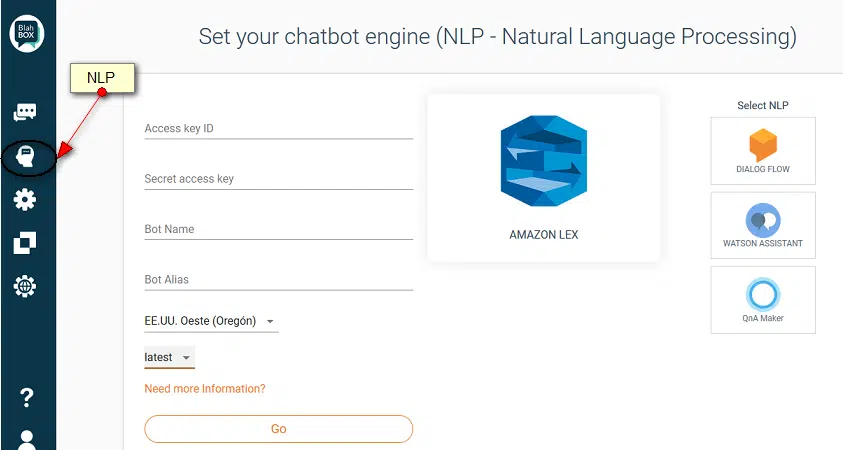 Blah
BOX
Set your chatbot engine (NLP - Natural Language Processing)
NLP
Access key ID
Secret access key
Bot Name
Bot Alias
EE.UU. Oeste (Oregón)
latest
Need more Information?
Go
AMAZON LEX
Select NLP
DIALOG FLOW
WATSON ASSISTANT
QnA Maker
?